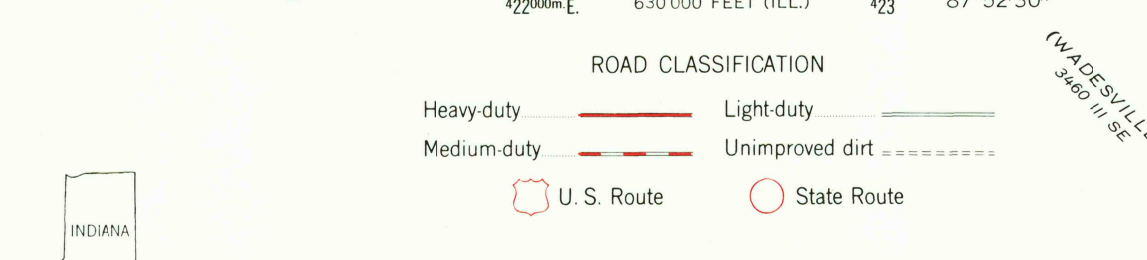 422000m.E. 630 000 FEET (ILL.) 423 87°52'30"
(WADESVILLE
3460 III SE
ROAD CLASSIFICATION
Heavy-duty Light-duty
Medium-duty Unimproved dirt
U. S. Route State Route
INDIANA